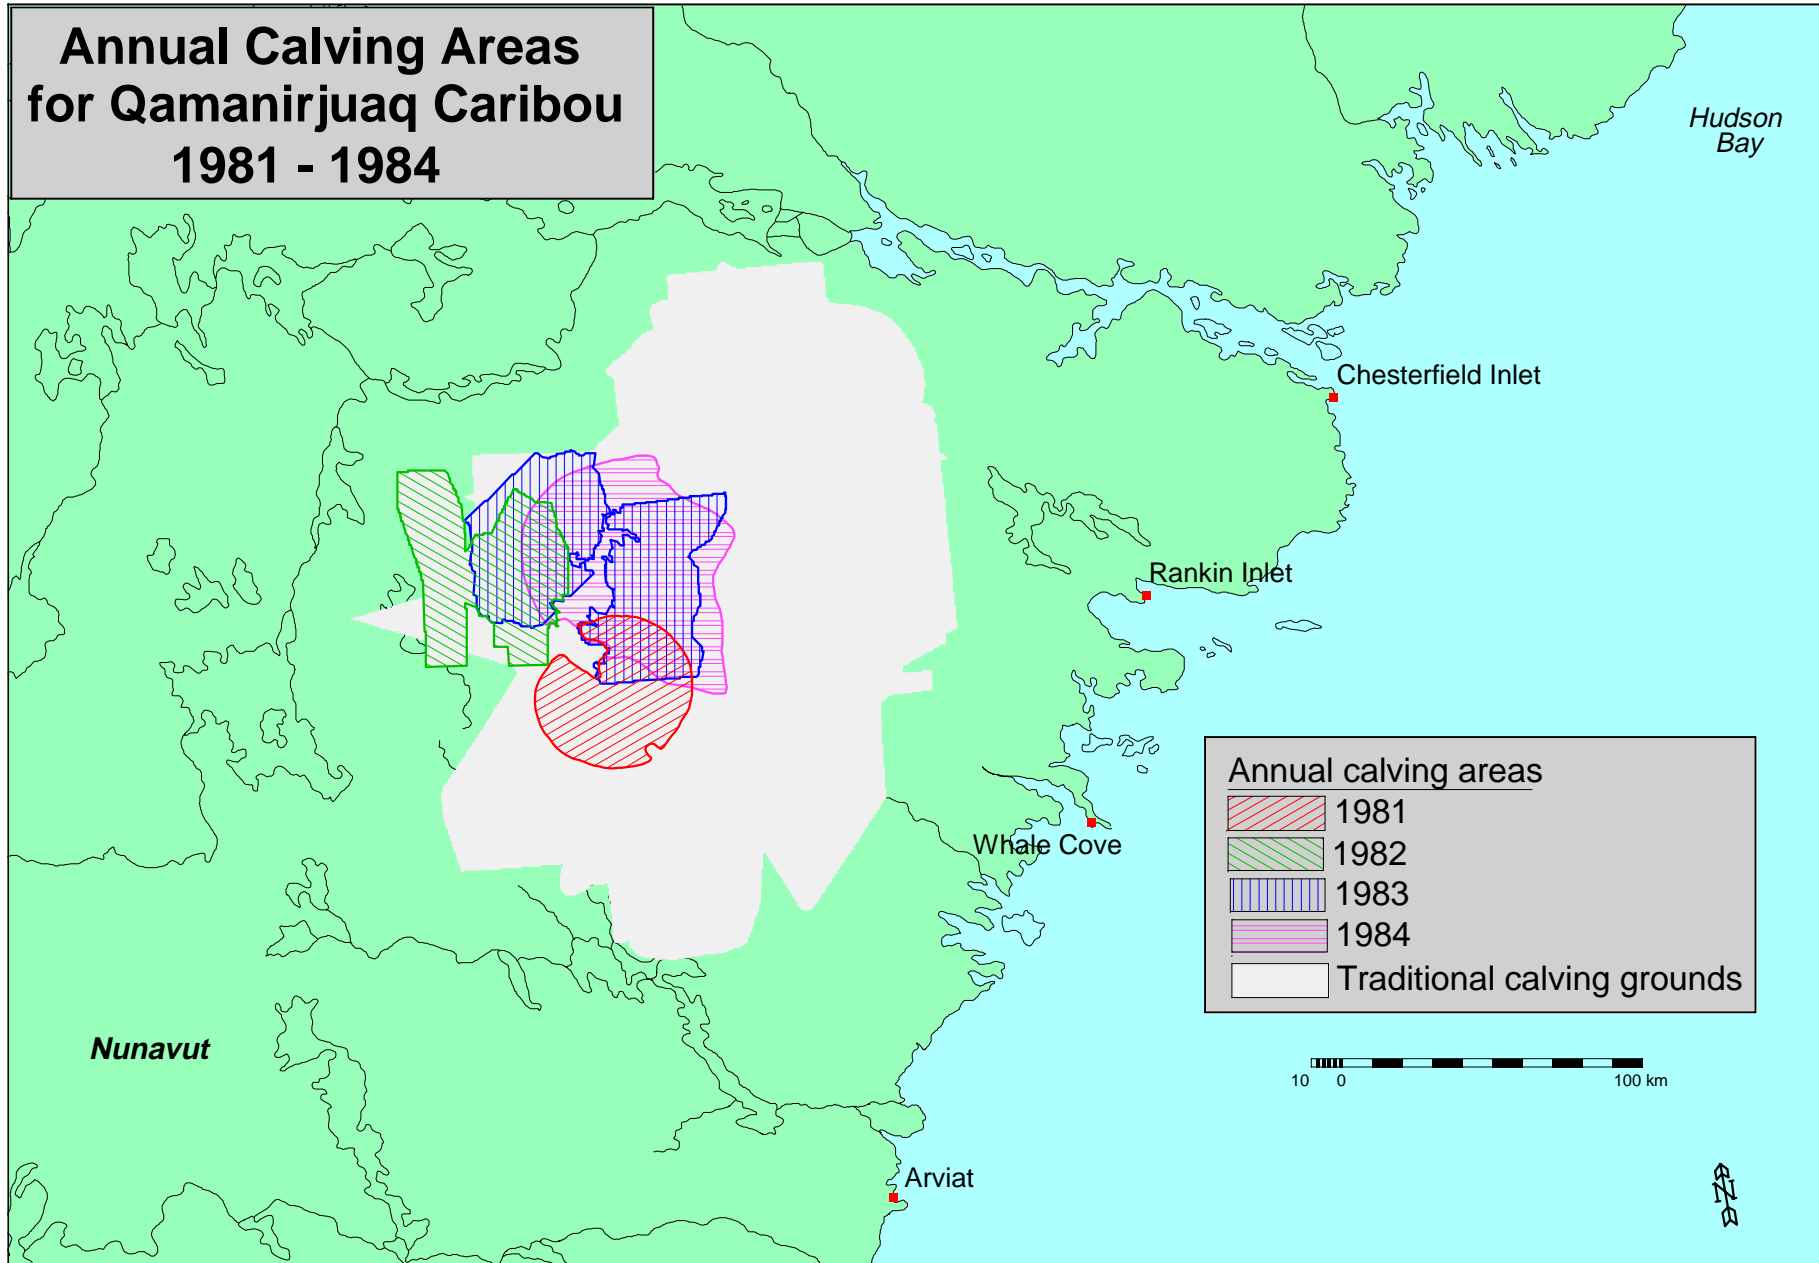 Annual Calving Areas
for Qamanirjuaq Caribou
1981 - 1984
Hudson
Bay
Chesterfield Inlet
Rankin Inlet
Whale Cove
Annual calving areas
1981
1982
1983
1984
Traditional calving grounds
Nunavut
10 0 100 km
Arviat
N